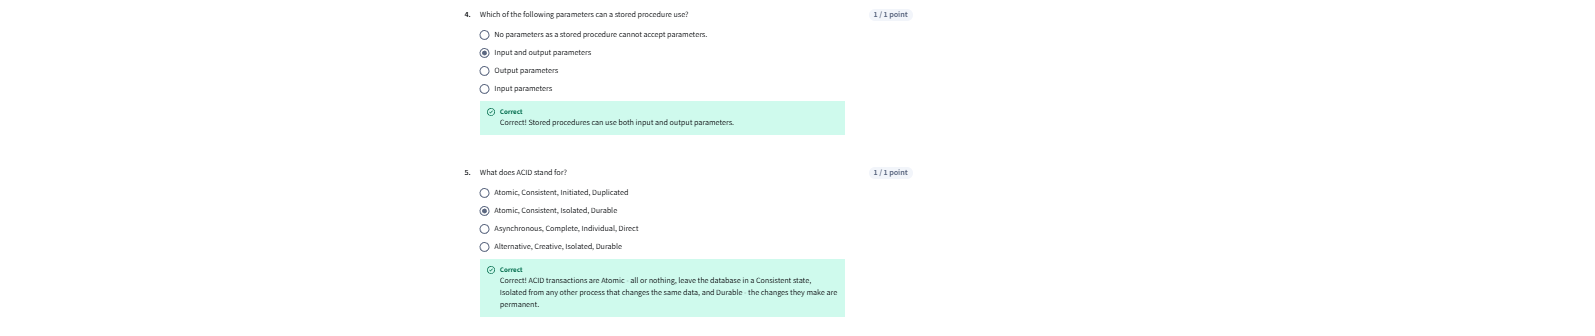 4. Which of the following parameters can a stored procedure use? 1 / 1 point
No parameters as a stored procedure cannot accept parameters.
Input and output parameters
Output parameters
Input parameters
Correct
Correct! Stored procedures can use both input and output parameters.
5. What does ACID stand for? 1 / 1 point
Atomic, Consistent, Initiated, Duplicated
Atomic, Consistent, Isolated, Durable
Asynchronous, Complete, Individual, Direct
Alternative, Creative, Isolated, Durable
Correct
Correct! ACID transactions are Atomic - all or nothing, leave the database in a Consistent state,
Isolated from any other process that changes the same data, and Durable - the changes they make are
permanent.